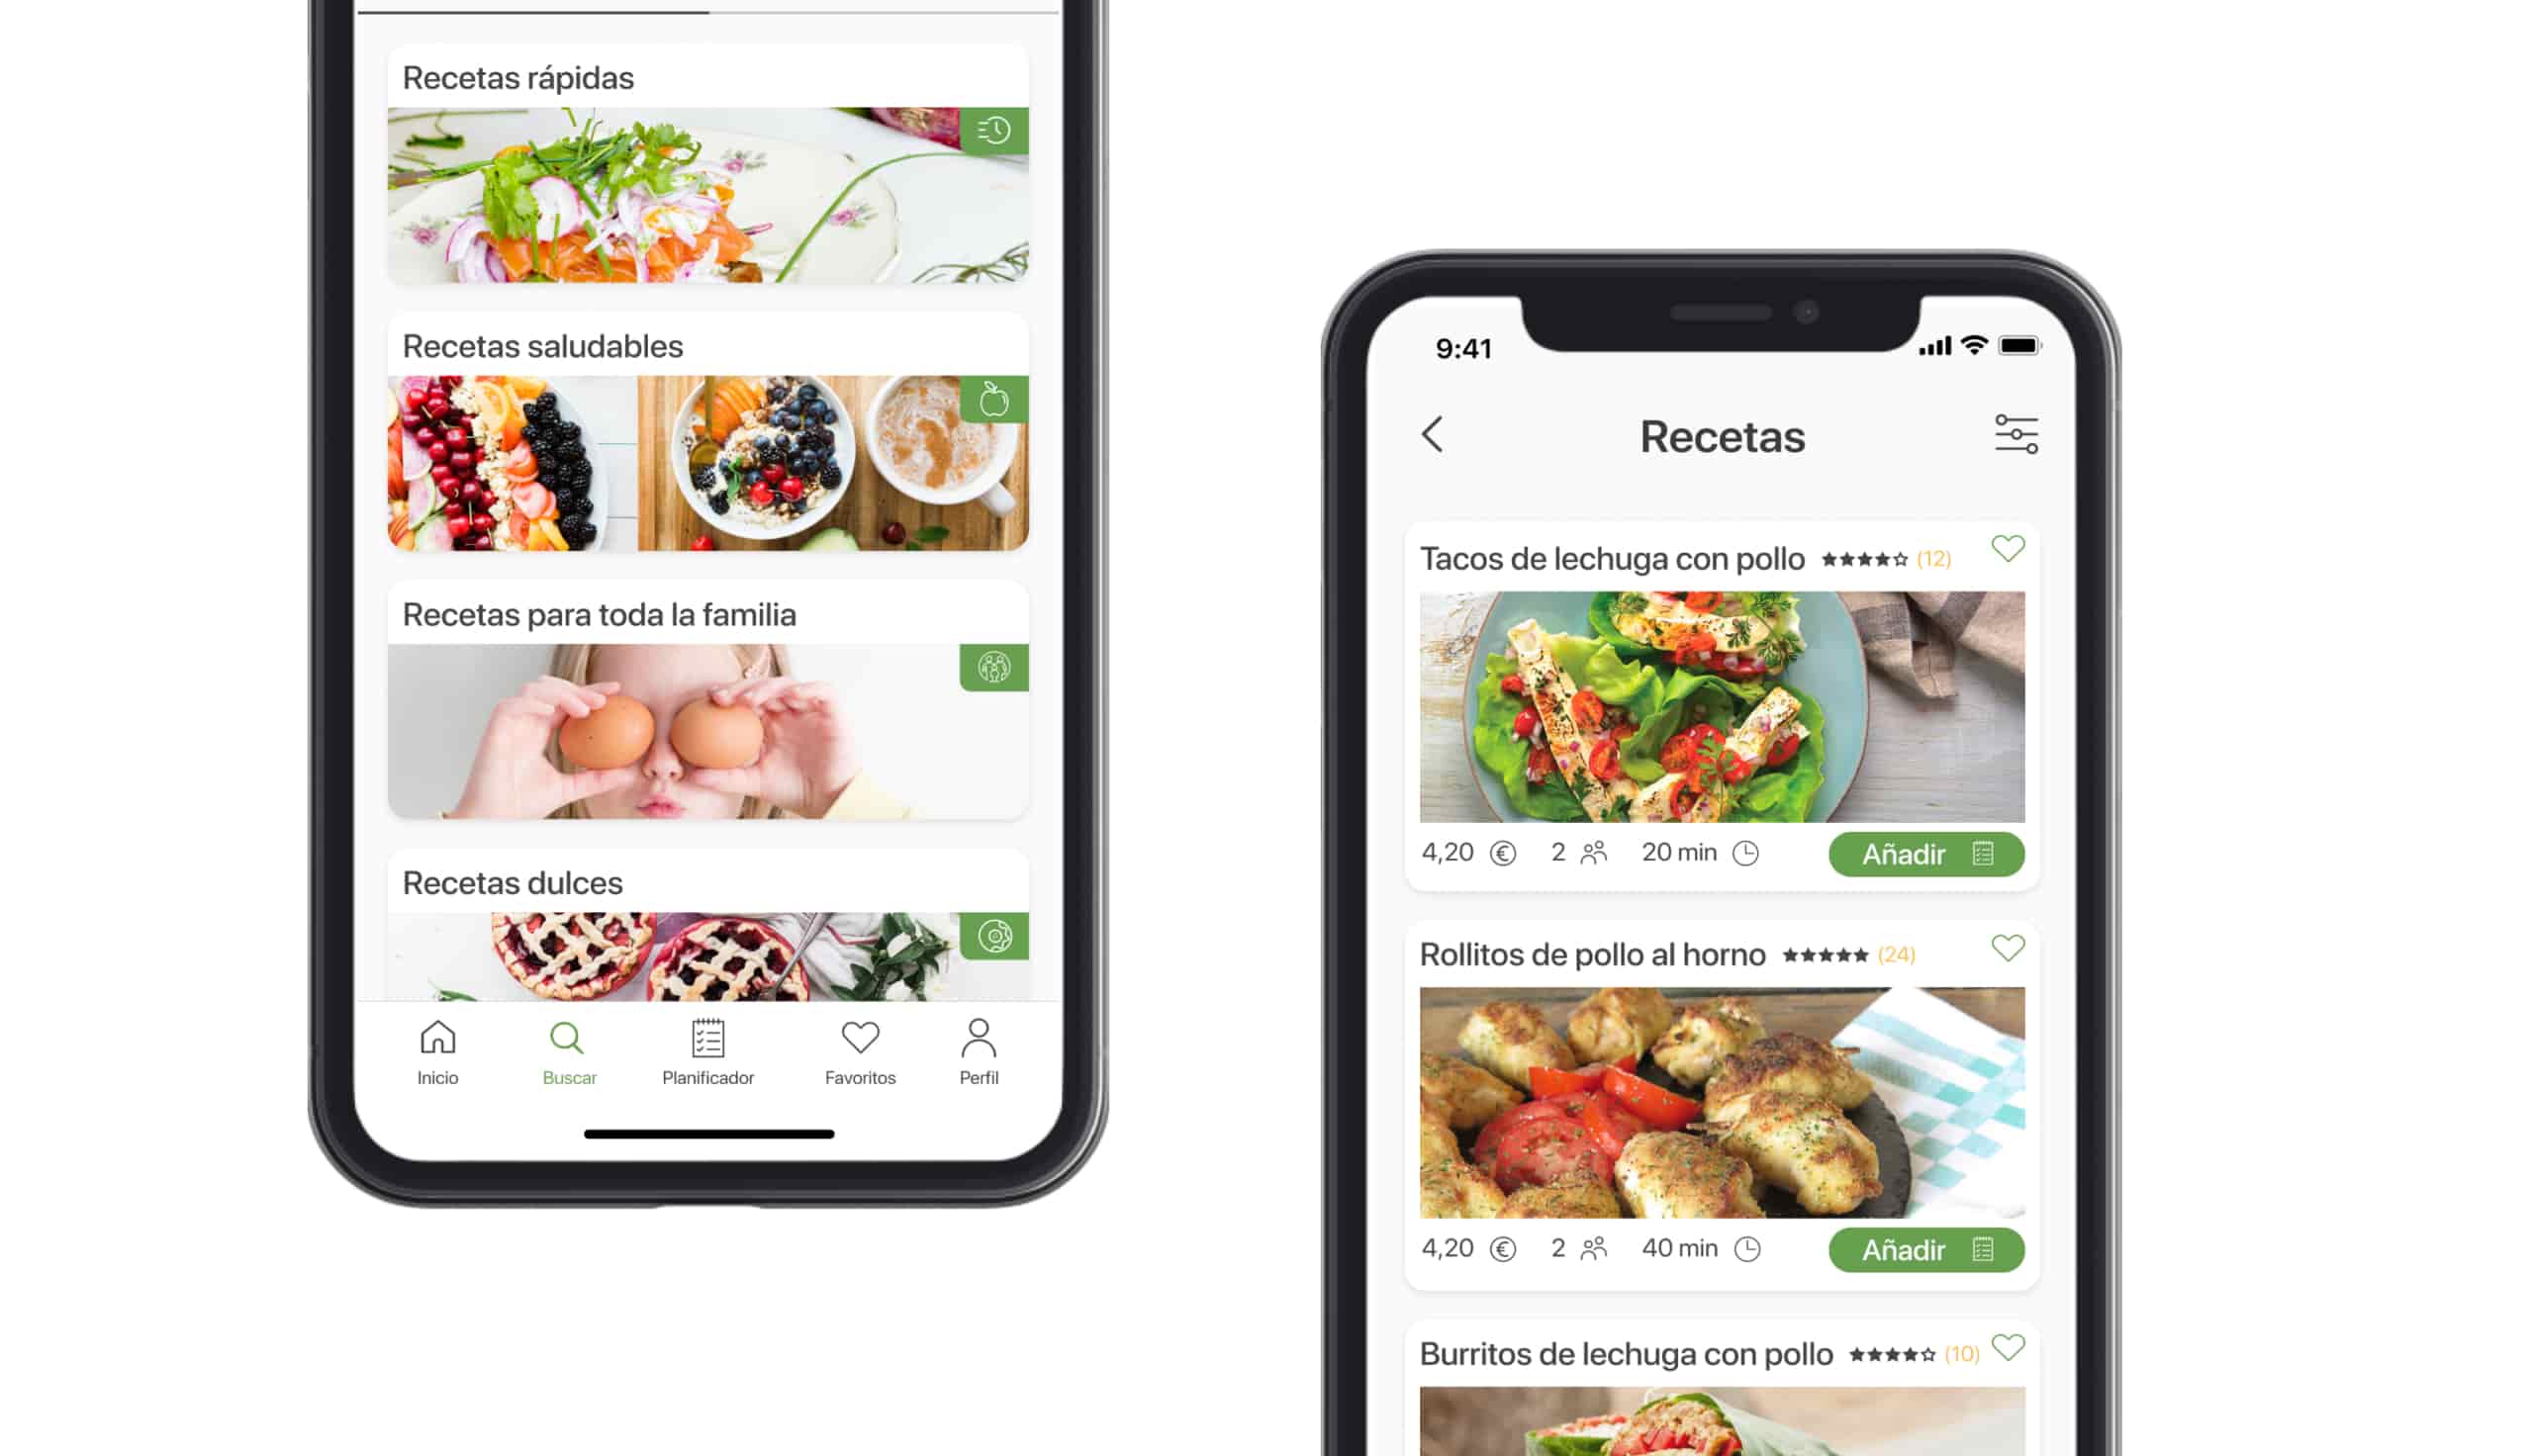 Recetas rápidas
Recetas saludables
Recetas para toda la familia
Recetas dulces
Inicio
Buscar
Planificador
Favoritos
Perfil
9:41
Recetas
Tacos de lechuga con pollo ★★★★☆ (12)
4,20 € 2 20 min Añadir
Rollitos de pollo al horno ★★★★★ (24)
4,20 € 2 40 min Añadir
Burritos de lechuga con pollo ★★★★☆ (10)